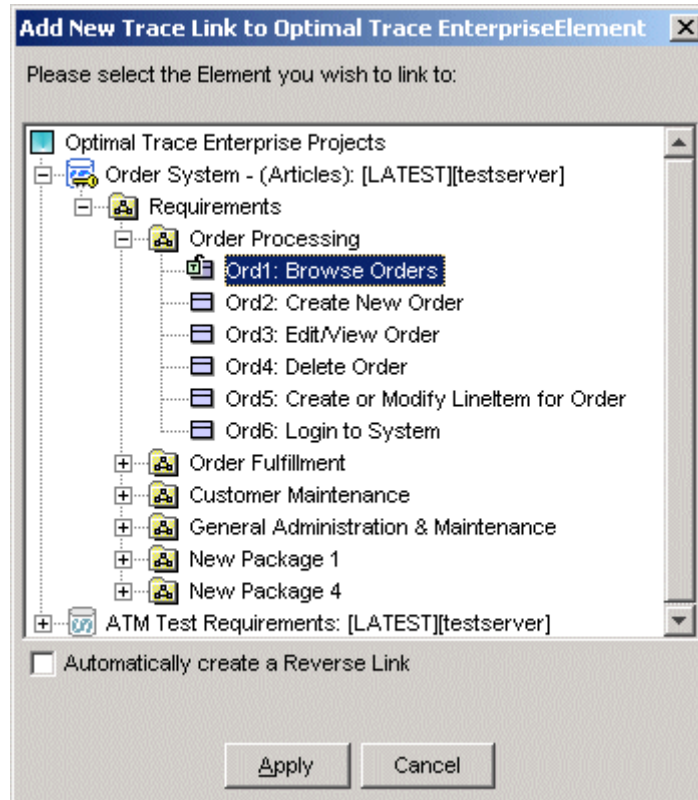 Add New Trace Link to Optimal Trace EnterpriseElement
Please select the Element you wish to link to:
Optimal Trace Enterprise Projects
Order System - (Articles): [LATEST][testserver]
Requirements
Order Processing
Ord1: Browse Orders
Ord2: Create New Order
Ord3: Edit/View Order
Ord4: Delete Order
Ord5: Create or Modify LineItem for Order
Ord6: Login to System
Order Fulfillment
Customer Maintenance
General Administration & Maintenance
New Package 1
New Package 4
ATM Test Requirements: [LATEST][testserver]
Automatically create a Reverse Link
Apply Cancel